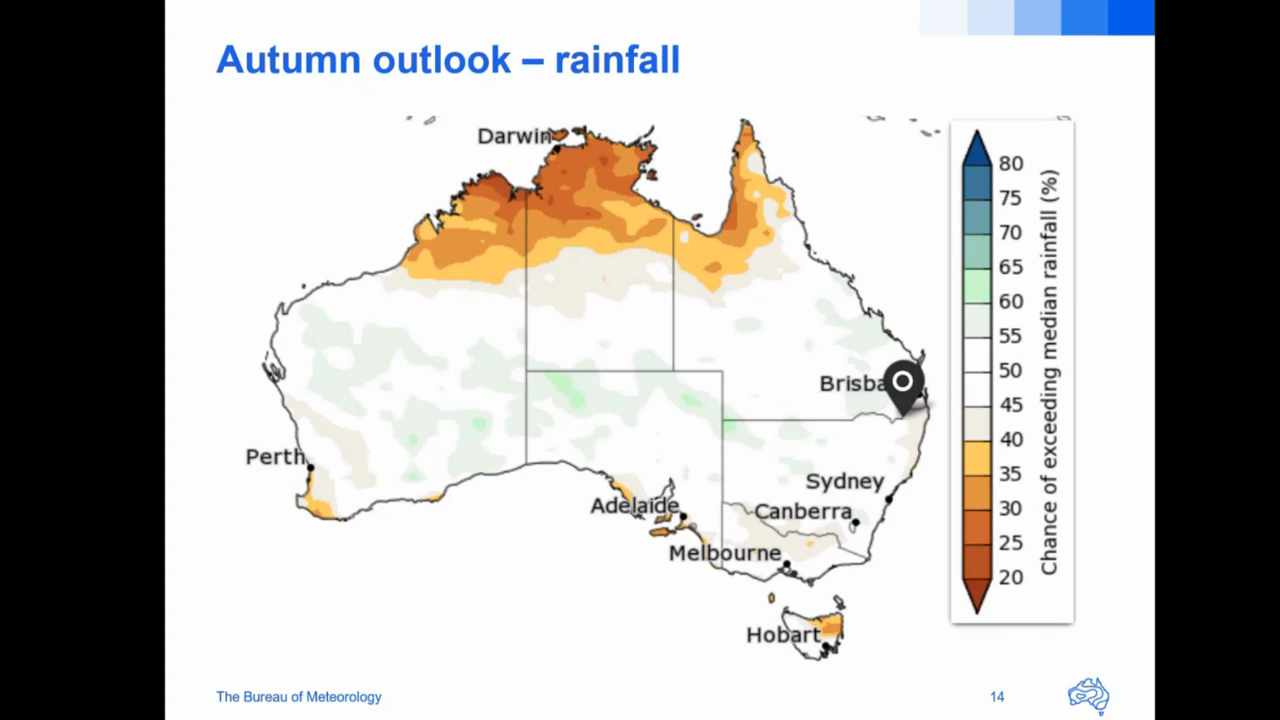 Autumn outlook – rainfall
Darwin
Brisba
Perth
Sydney
Adelaide
Canberra
Melbourne
Hobart
80
75
70
65
60
55
50
45
40
35
30
25
20
Chance of exceeding median rainfall (%)
The Bureau of Meteorology
14